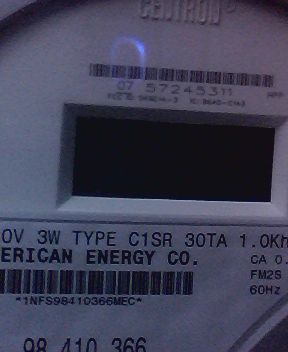 CENTRON
07 57245311
0V 3W TYPE C1SR 30TA 1.0Kh
ERICAN ENERGY CO.
CA 0.
FM2S
60Hz
*1NFS98410366MEC*
98 410 366